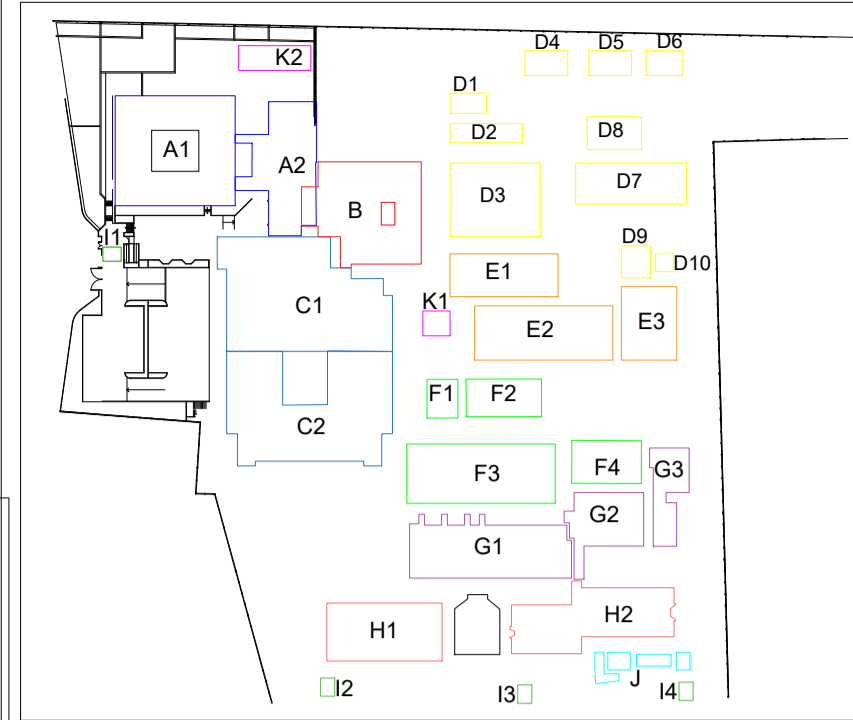 D4 D5 D6
K2
D1
D2 D8
A1 A2
D7
D3
B
I1 D9
D10
E1
K1
C1 E2 E3
F1 F2
C2
F3 F4 G3
G2
G1
H2
H1
J
I2 I3 I4